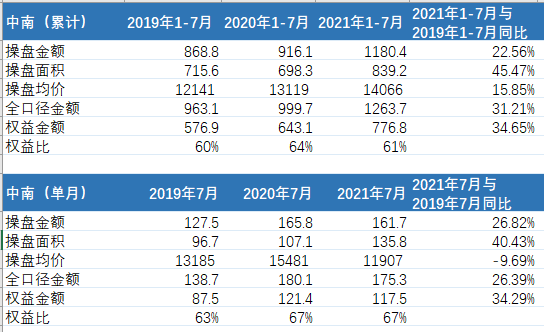 中南（累计） 2019年1-7月 2020年1-7月 2021年1-7月 2021年1-7月与
2019年1-7月同比
操盘金额 868.8 916.1 1180.4 22.56%
操盘面积 715.6 698.3 839.2 45.47%
操盘均价 12141 13119 14066 15.85%
全口径金额 963.1 999.7 1263.7 31.21%
权益金额 576.9 643.1 776.8 34.65%
权益比 60% 64% 61%
中南（单月） 2019年7月 2020年7月 2021年7月 2021年7月与
2019年7月同比
操盘金额 127.5 165.8 161.7 26.82%
操盘面积 96.7 107.1 135.8 40.43%
操盘均价 13185 15481 11907 -9.69%
全口径金额 138.7 180.1 175.3 26.39%
权益金额 87.5 121.4 117.5 34.29%
权益比 63% 67% 67%